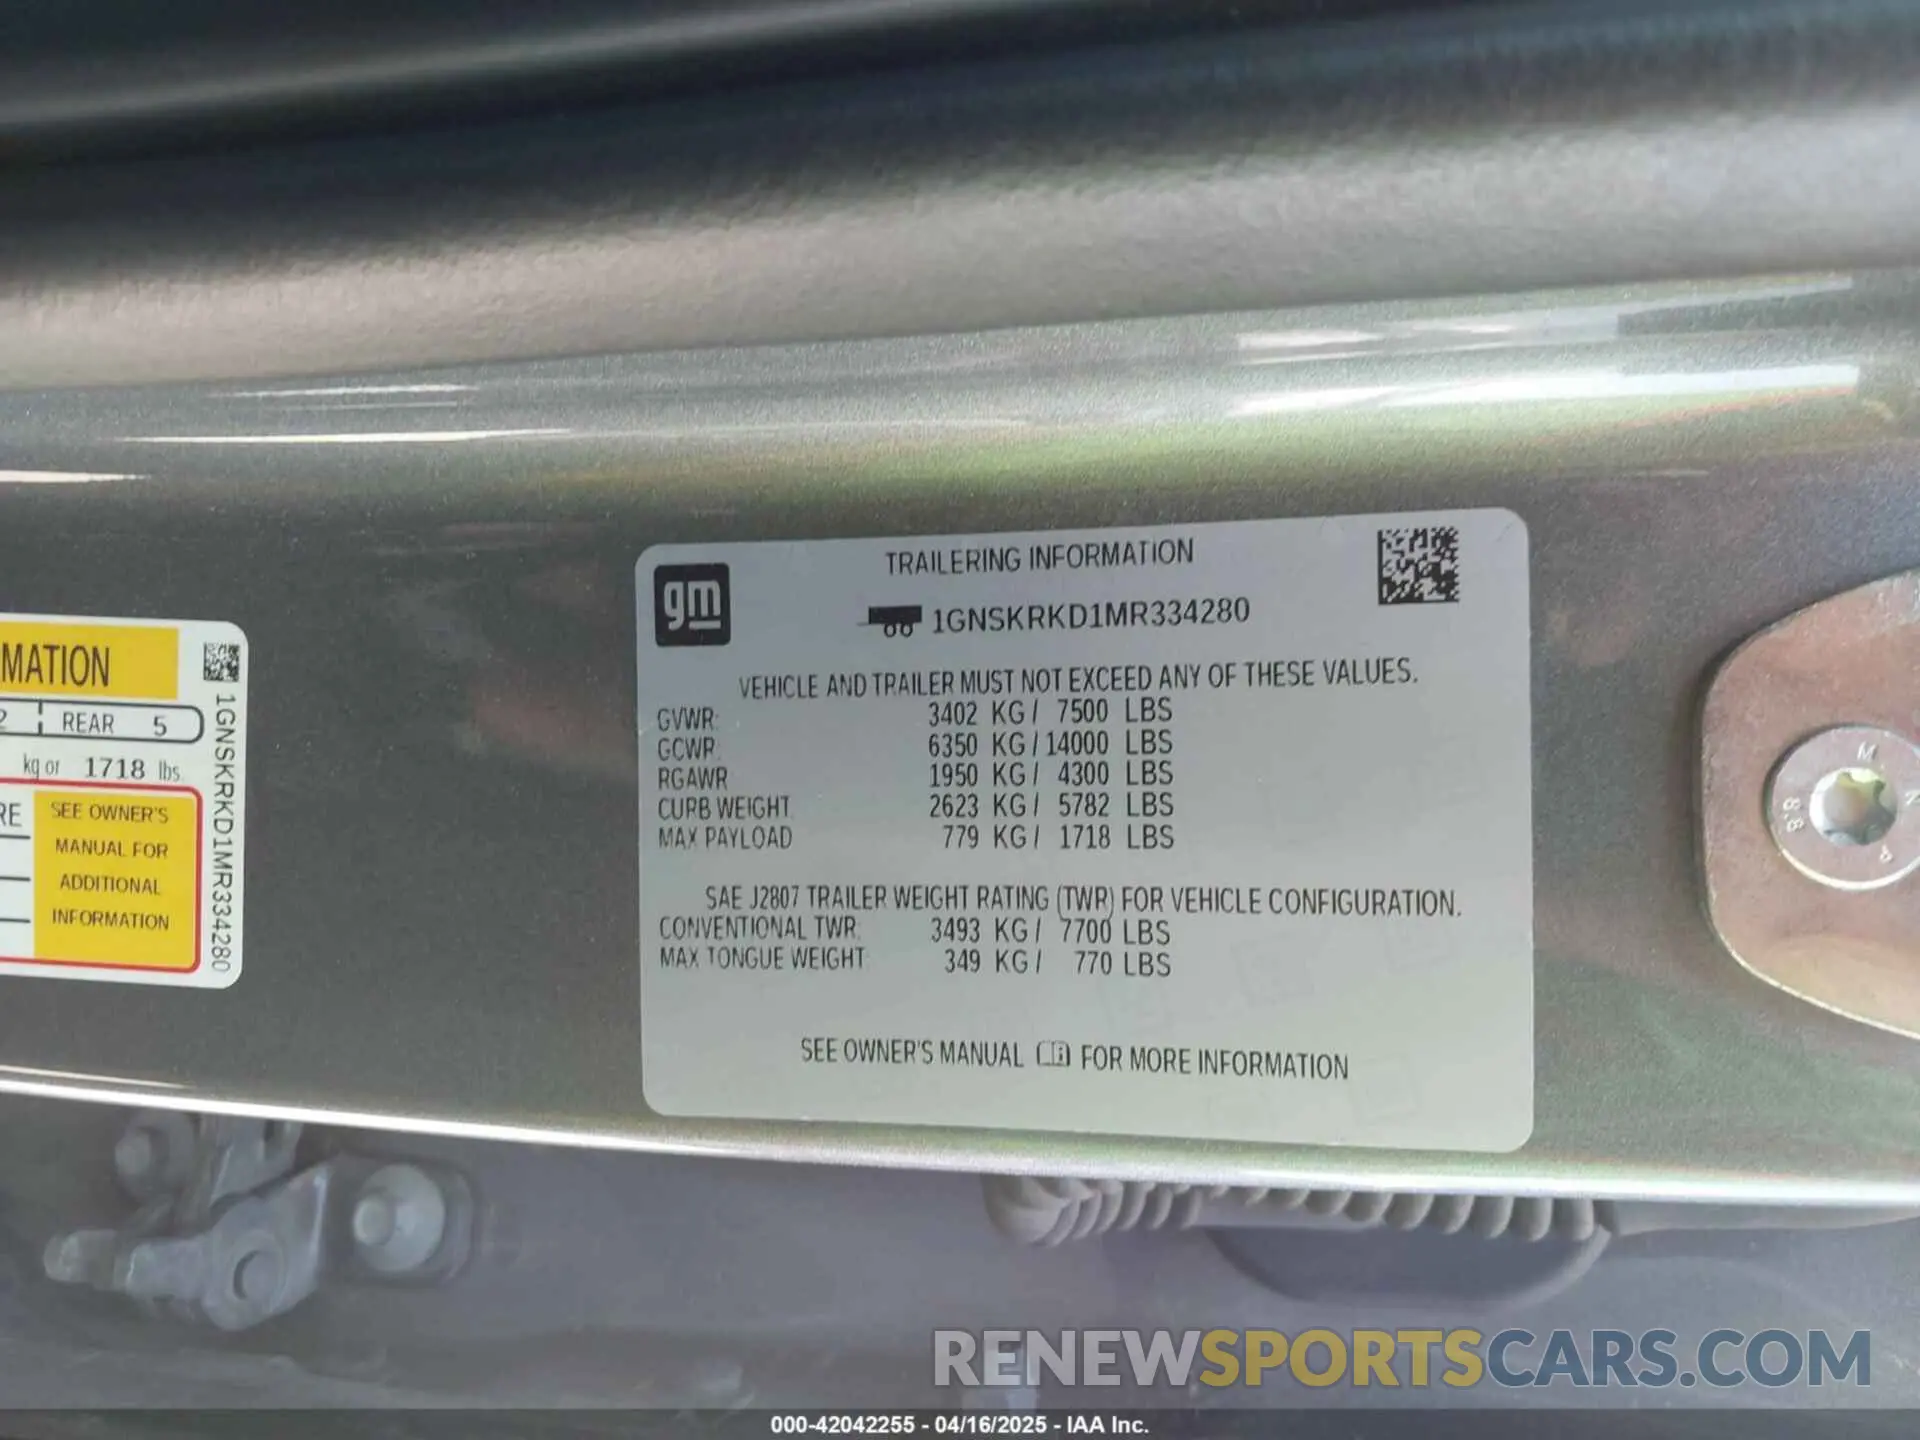 MATION
2 REAR 5
kg or 1718 lbs.
RE
SEE OWNER'S
MANUAL FOR
ADDITIONAL
INFORMATION
1GNSKRKD1MR334280
gm
TRAILERING INFORMATION
1GNSKRKD1MR334280
VEHICLE AND TRAILER MUST NOT EXCEED ANY OF THESE VALUES.
GVWR: 3402 KG / 7500 LBS
GCWR: 6350 KG / 14000 LBS
RGAWR 1950 KG / 4300 LBS
CURB WEIGHT 2623 KG / 5782 LBS
MAX PAYLOAD 779 KG / 1718 LBS
SAE J2807 TRAILER WEIGHT RATING (TWR) FOR VEHICLE CONFIGURATION.
CONVENTIONAL TWR: 3493 KG / 7700 LBS
MAX TONGUE WEIGHT: 349 KG / 770 LBS
SEE OWNER'S MANUAL FOR MORE INFORMATION
8.8 M N P
RENEWSPORTSCARS.COM
000-42042255 - 04/16/2025 - IAA Inc.